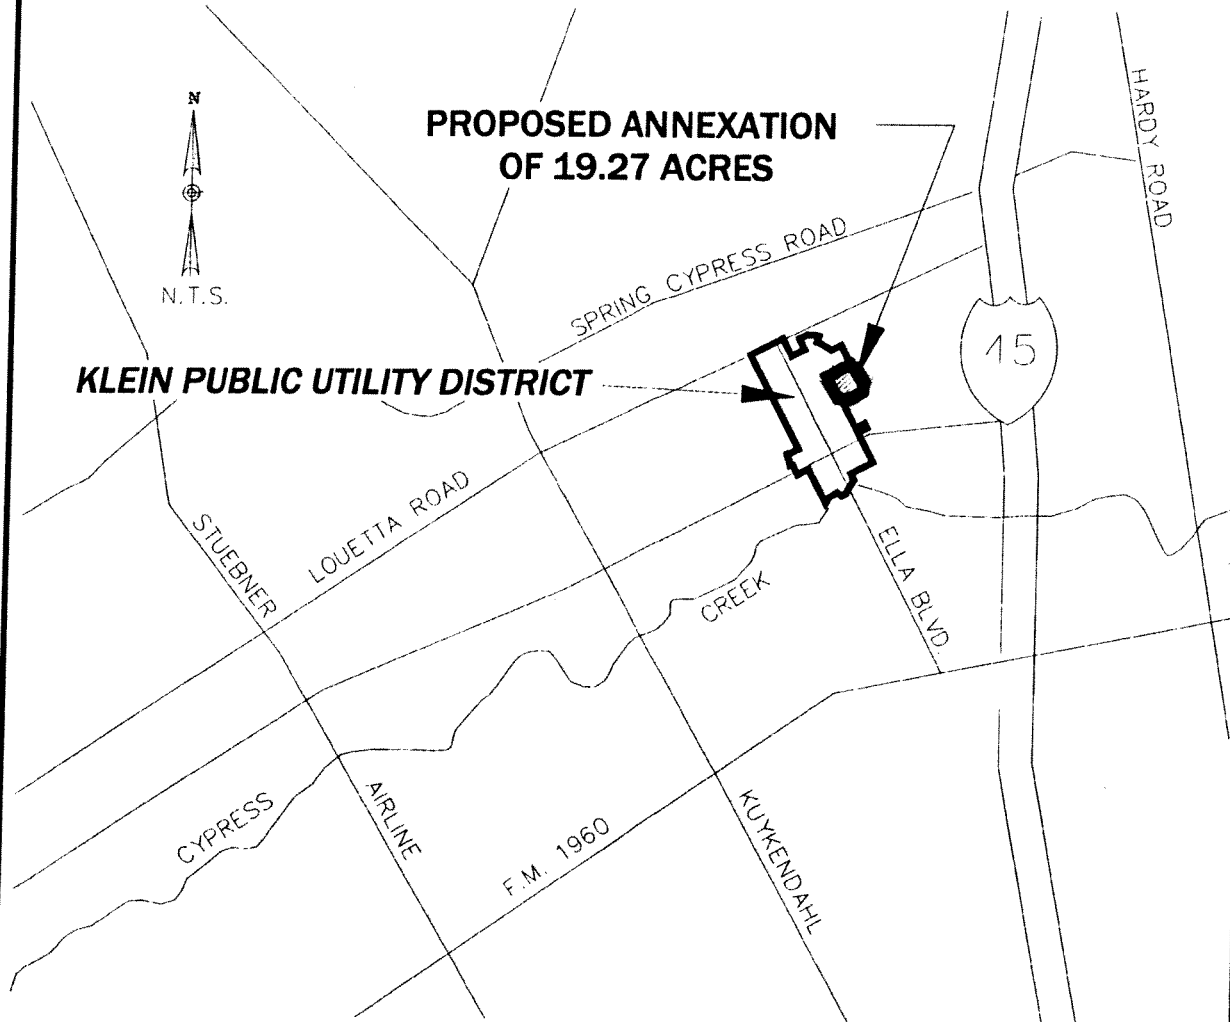 N
N.T.S.
PROPOSED ANNEXATION
OF 19.27 ACRES
HARDY ROAD
SPRING CYPRESS ROAD
45
KLEIN PUBLIC UTILITY DISTRICT
LOUETTA ROAD
STUEBNER
CREEK
ELLA BLVD.
CYPRESS
AIRLINE
F.M. 1960
KUYKENDAHL